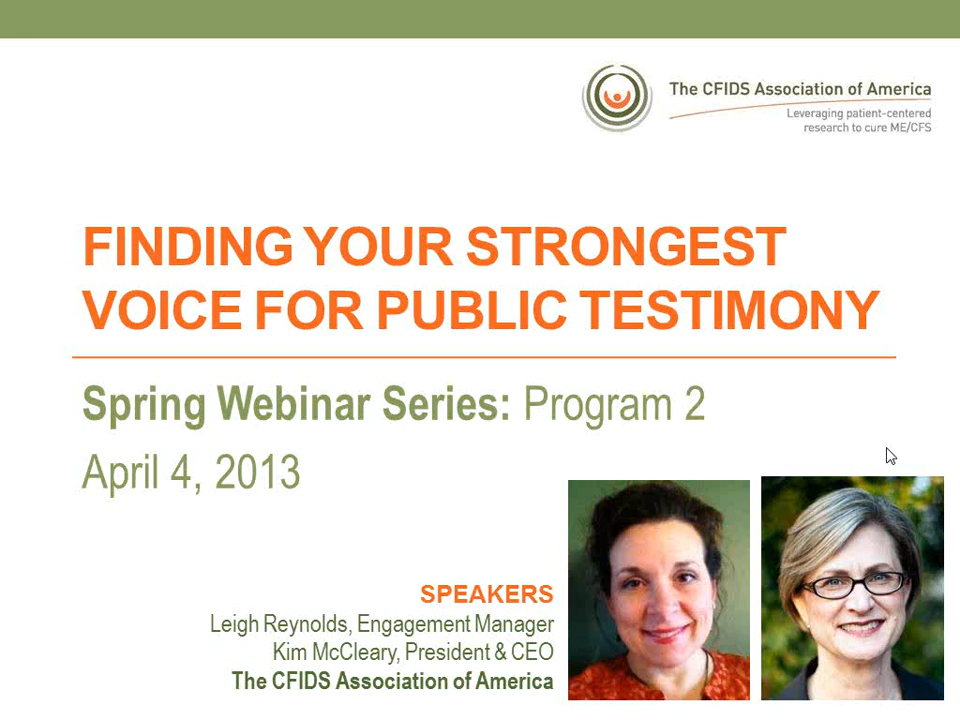 The CFIDS Association of America
Leveraging patient-centered
research to cure ME/CFS
FINDING YOUR STRONGEST
VOICE FOR PUBLIC TESTIMONY
Spring Webinar Series: Program 2
April 4, 2013
SPEAKERS
Leigh Reynolds, Engagement Manager
Kim McCleary, President & CEO
The CFIDS Association of America